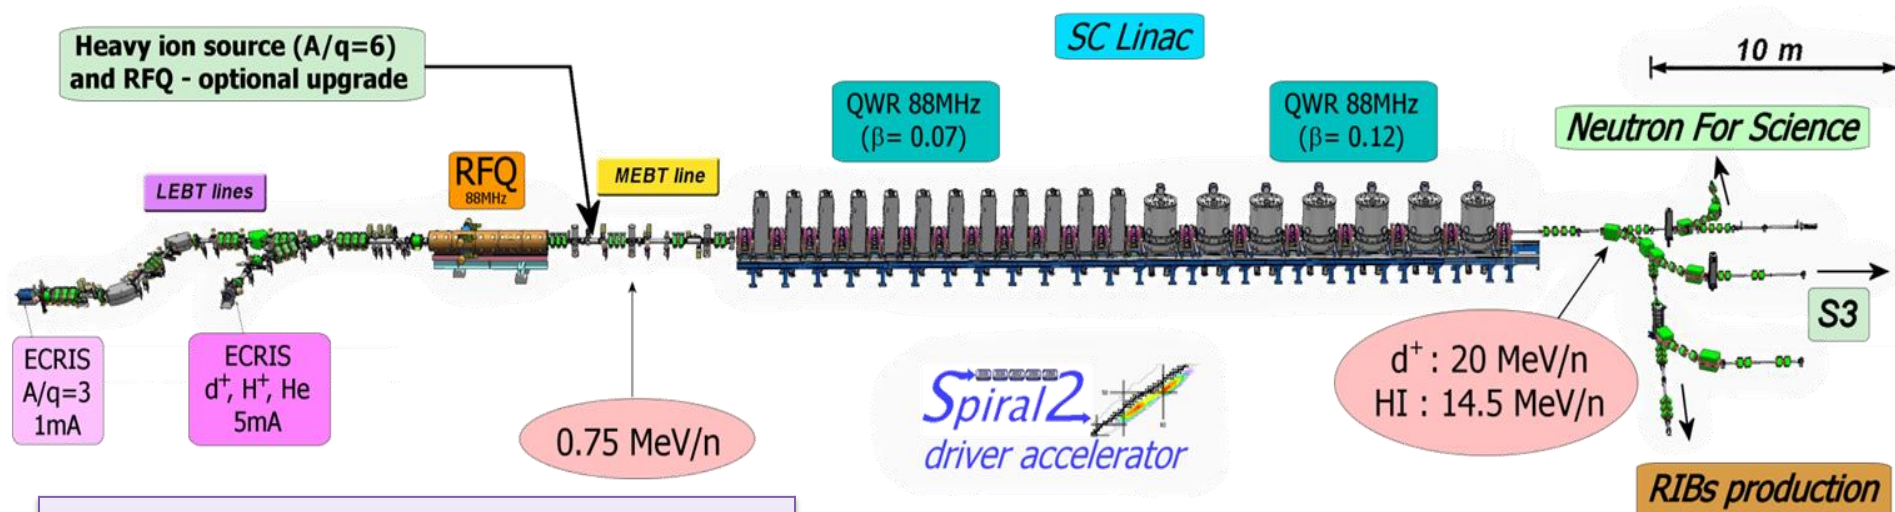 SC Linac
Heavy ion source (A/q=6)
and RFQ - optional upgrade
10 m
QWR 88MHz
(β= 0.07)
QWR 88MHz
(β= 0.12)
Neutron For Science
LEBT lines
RFQ
88MHz
MEBT line
S3
ECRIS
A/q=3
1mA
ECRIS
d⁺, H⁺, He
5mA
0.75 MeV/n
Spiral2
driver accelerator
d⁺ : 20 MeV/n
HI : 14.5 MeV/n
RIBs production